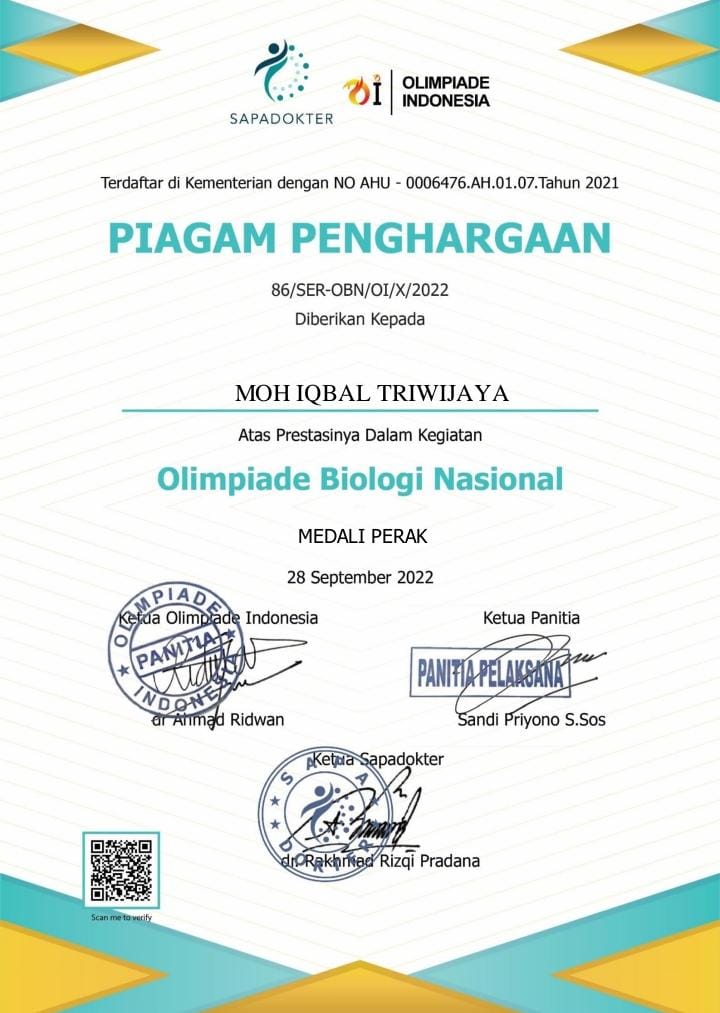 SAPADOKTER
OI
OLIMPIADE
INDONESIA
Terdaftar di Kementerian dengan NO AHU - 0006476.AH.01.07.Tahun 2021
PIAGAM PENGHARGAAN
86/SER-OBN/OI/X/2022
Diberikan Kepada
MOH IQBAL TRIWIJAYA
Atas Prestasinya Dalam Kegiatan
Olimpiade Biologi Nasional
MEDALI PERAK
28 September 2022
Ketua Olimpiade Indonesia
OLIMPIADE
PANITIA
INDONESIA
dr Ahmad Ridwan
Ketua Panitia
PANITIA PELAKSANA
Sandi Priyono S.Sos
Ketua Sapadokter
SAPA
DOKTER
dr. Rakhmad Rizqi Pradana
Scan me to verify